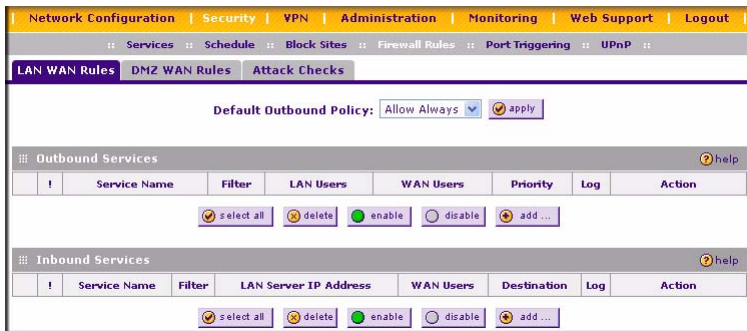 Network Configuration | Security | VPN | Administration | Monitoring | Web Support | Logout
:: Services :: Schedule :: Block Sites :: Firewall Rules :: Port Triggering :: UPnP ::
LAN WAN Rules DMZ WAN Rules Attack Checks
Default Outbound Policy: Allow Always apply
Outbound Services ? help
! Service Name Filter LAN Users WAN Users Priority Log Action
select all delete enable disable add ...
Inbound Services ? help
! Service Name Filter LAN Server IP Address WAN Users Destination Log Action
select all delete enable disable add ...